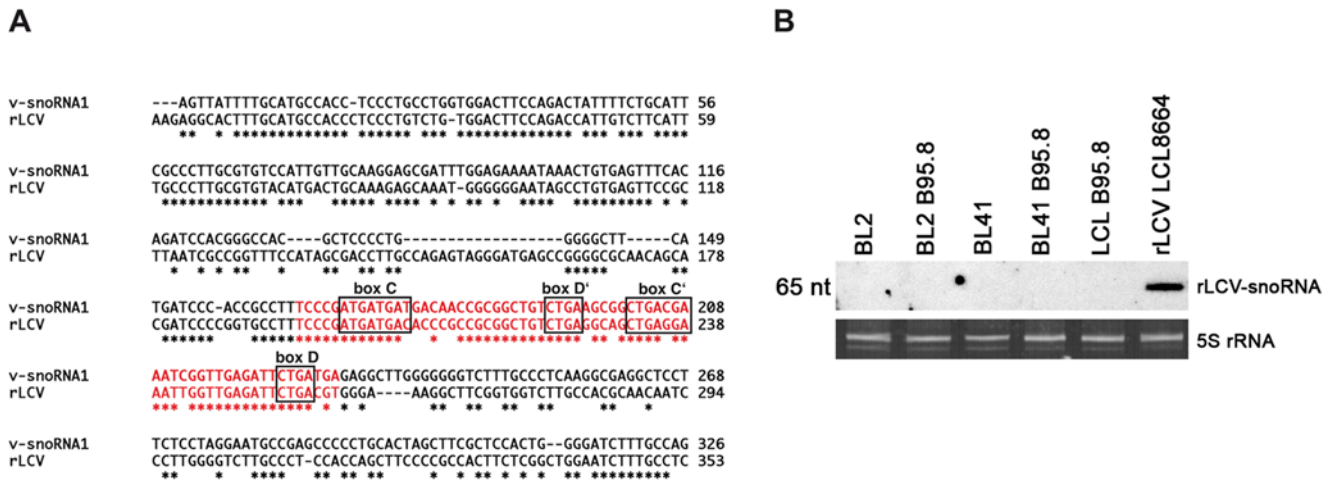 A
v-snoRNA1 ---AGTTATTTTGCATGCCACC-TCCCTGCCTGGTGGACTTCCAGACTATTTTCTGCATT 56
rLCV AAGAGGCACTTTGCATGCCACCCTCCCTGTCTG-TGGACTTCCAGACCATTGTCTTCATT 59
** * ************* ****** *** ************* *** *** ****
v-snoRNA1 CGCCCTTGCGTGTCCATTGTTGCAAGGAGCGATTTGGAGAAAATAAACTGTGAGTTTCAC 116
rLCV TGCCCTTGCGTGTACATGACTGCAAAGAGCAAAT-GGGGGGAATAGCCTGTGAGTTCCGC 118
************ *** ***** **** * * ** * **** ********* * *
v-snoRNA1 AGATCCACGGGCCAC----GCTCCCCTG-----------------GGGGCTT-----CA 149
rLCV TTAATCGCCGGTTTCCATAGCGACCTTGCCAGAGTAGGGATGAGCCGGGGCGCAACAGCA 178
* * * ** * ** ** ** **** * **
box C box D‘ box C‘
v-snoRNA1 TGATCCC-ACCGCCTTTCCCGATGATGATGACAACCGCGGCTGTCTGAAGCGGCTGACGA 208
rLCV CGATCCCCGGTGCCTTTCCCGATGATGACACCCGCCGCGGCTGTCTGAGGCAGCTGAGGA 238
****** ***************** * ************* ** ***** **
box D
v-snoRNA1 AATCGGTTGAGATTCTGATGAGAGGCTTGGGGGGGTCTTTGCCCTCAAGGCGAGGCTCCT 268
rLCV AATTGGTTGAGATTCTGACGTGGGA----AAGGCTTCGGTGGTCTTGCCACGCAACAATC 294
*** ************** * * * ** ** ** ** ** *
v-snoRNA1 TCTCCTAGGAATGCCGAGCCCCCTGCACTAGCTTCGCTCCACTG--GGGATCTTTGCCAG 326
rLCV CCTTGGGGTCTTGCCCT-CCACCAGCTTCCCCGCCACTTCTCGGCTGGAATCTTTGCCTC 353
** * **** ** ** ** * * ** * * * ** *********
B
BL2
BL2 B95.8
BL41
BL41 B95.8
LCL B95.8
rLCV LCL8664
65 nt
rLCV-snoRNA
5S rRNA